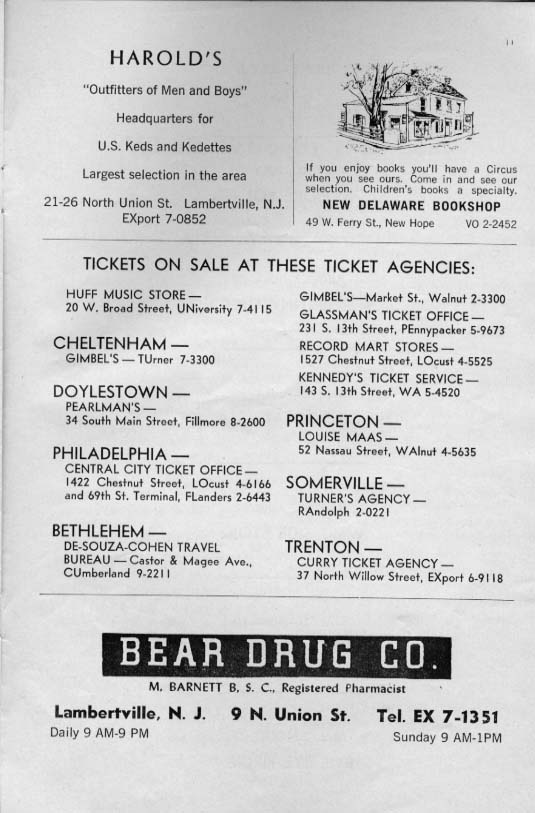 11
HAROLD'S
"Outfitters of Men and Boys"
Headquarters for
U.S. Keds and Kedettes
Largest selection in the area
21-26 North Union St. Lambertville, N.J.
EXport 7-0852
If you enjoy books you'll have a Circus
when you see ours. Come in and see our
selection. Children's books a specialty.
NEW DELAWARE BOOKSHOP
49 W. Ferry St., New Hope VO 2-2452
TICKETS ON SALE AT THESE TICKET AGENCIES:
HUFF MUSIC STORE —
20 W. Broad Street, UNiversity 7-4115
CHELTENHAM —
GIMBEL'S — TUrner 7-3300
DOYLESTOWN —
PEARLMAN'S —
34 South Main Street, Fillmore 8-2600
PHILADELPHIA —
CENTRAL CITY TICKET OFFICE —
1422 Chestnut Street, LOcust 4-6166
and 69th St. Terminal, FLanders 2-6443
BETHLEHEM —
DE-SOUZA-COHEN TRAVEL
BUREAU — Castor & Magee Ave.,
CUmberland 9-2211
GIMBEL'S—Market St., Walnut 2-3300
GLASSMAN'S TICKET OFFICE —
231 S. 13th Street, PEnnypacker 5-9673
RECORD MART STORES —
1527 Chestnut Street, LOcust 4-5525
KENNEDY'S TICKET SERVICE —
143 S. 13th Street, WA 5-4520
PRINCETON —
LOUISE MAAS —
52 Nassau Street, WAlnut 4-5635
SOMERVILLE —
TURNER'S AGENCY —
RAndolph 2-0221
TRENTON —
CURRY TICKET AGENCY —
37 North Willow Street, EXport 6-9118
BEAR DRUG CO.
M. BARNETT B, S. C., Registered Pharmacist
Lambertville, N. J. 9 N. Union St. Tel. EX 7-1351
Daily 9 AM-9 PM Sunday 9 AM-1PM